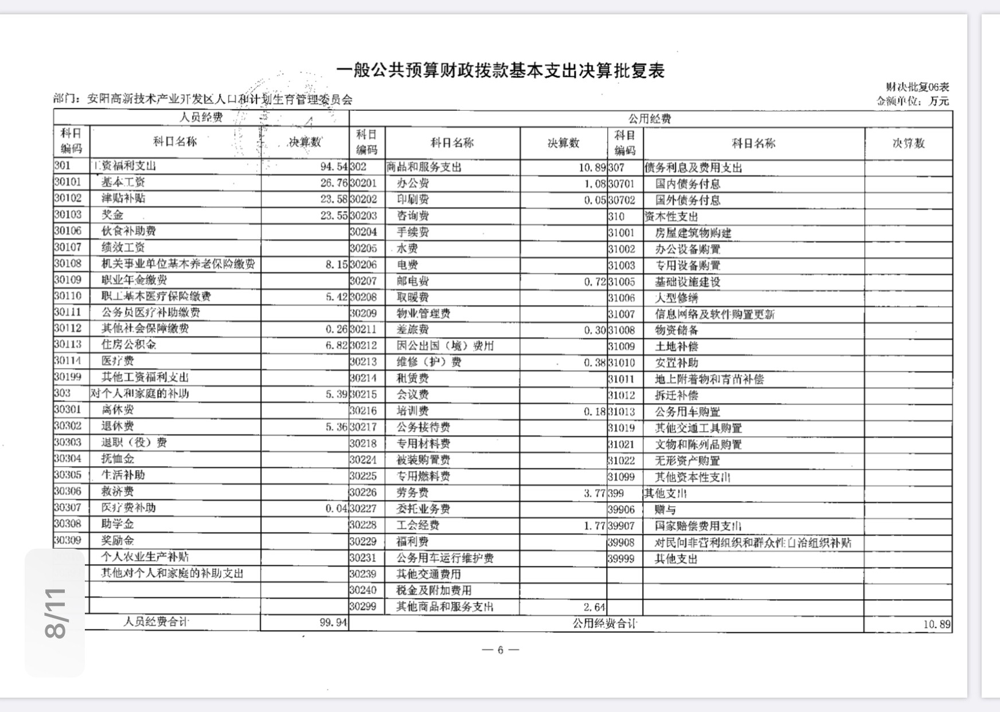 一般公共预算财政拨款基本支出决算批复表
财决批复06表
部门：安阳高新技术产业开发区人口和计划生育管理委员会
金额单位：万元
人员经费 公用经费
科目编码 科目名称 决算数 科目编码 科目名称 决算数 科目编码 科目名称 决算数
301 工资福利支出 94.54 302 商品和服务支出 10.89 307 债务利息及费用支出
30101 基本工资 26.76 30201 办公费 1.08 30701 国内债务付息
30102 津贴补贴 23.58 30202 印刷费 0.05 30702 国外债务付息
30103 奖金 23.55 30203 咨询费 310 资本性支出
30106 伙食补助费 30204 手续费 31001 房屋建筑物购建
30107 绩效工资 30205 水费 31002 办公设备购置
30108 机关事业单位基本养老保险缴费 8.15 30206 电费 31003 专用设备购置
30109 职业年金缴费 30207 邮电费 0.72 31005 基础设施建设
30110 职工基本医疗保险缴费 5.42 30208 取暖费 31006 大型修缮
30111 公务员医疗补助缴费 30209 物业管理费 31007 信息网络及软件购置更新
30112 其他社会保障缴费 0.26 30211 差旅费 0.30 31008 物资储备
30113 住房公积金 6.82 30212 因公出国（境）费用 31009 土地补偿
30114 医疗费 30213 维修（护）费 0.38 31010 安置补助
30199 其他工资福利支出 30214 租赁费 31011 地上附着物和青苗补偿
303 对个人和家庭的补助 5.39 30215 会议费 31012 拆迁补偿
30301 离休费 30216 培训费 0.18 31013 公务用车购置
30302 退休费 5.36 30217 公务接待费 31019 其他交通工具购置
30303 退职（役）费 30218 专用材料费 31021 文物和陈列品购置
30304 抚恤金 30224 被装购置费 31022 无形资产购置
30305 生活补助 30225 专用燃料费 31099 其他资本性支出
30306 救济费 30226 劳务费 3.77 399 其他支出
30307 医疗费补助 0.04 30227 委托业务费 39906 赠与
30308 助学金 30228 工会经费 1.77 39907 国家赔偿费用支出
30309 奖励金 30229 福利费 39908 对民间非营利组织和群众性自治组织补贴
个人农业生产补贴 30231 公务用车运行维护费 39999 其他支出
其他对个人和家庭的补助支出 30239 其他交通费用
30240 税金及附加费用
30299 其他商品和服务支出 2.64
人员经费合计 99.94 公用经费合计 10.89
— 6 —
8/11